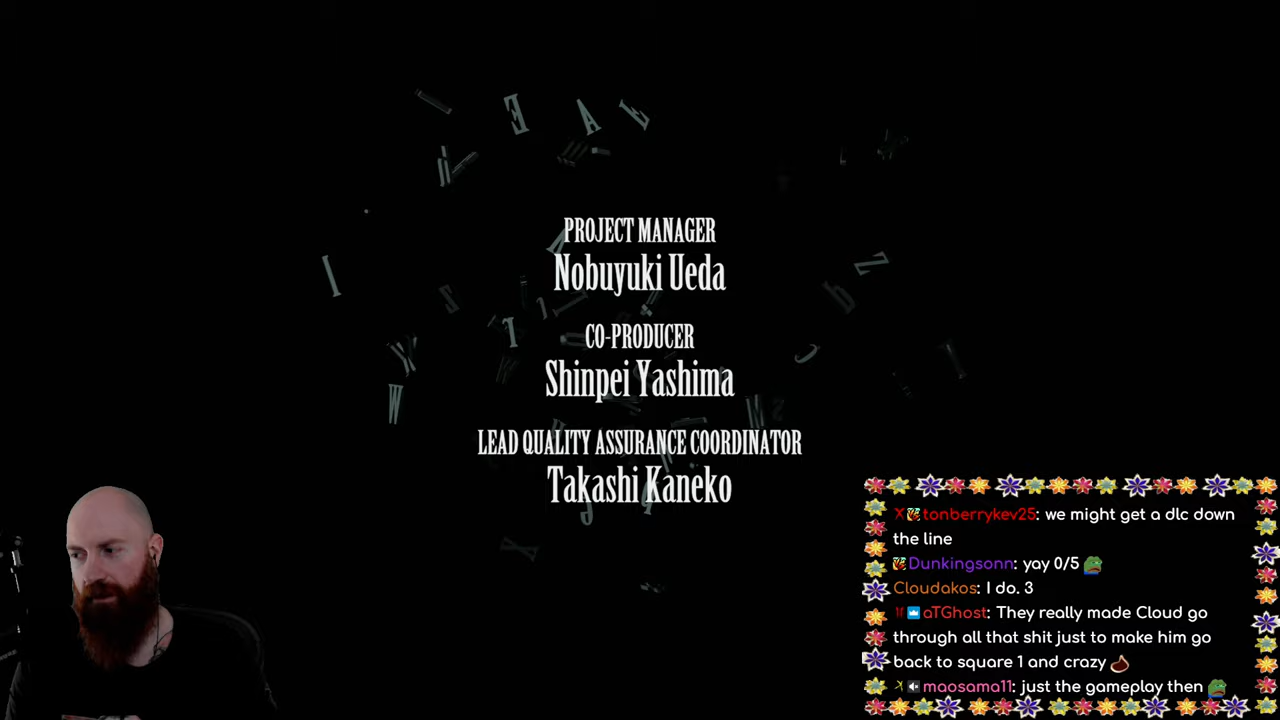 PROJECT MANAGER
Nobuyuki Ueda
CO-PRODUCER
Shinpei Yashima
LEAD QUALITY ASSURANCE COORDINATOR
Takashi Kaneko
tonberrykev25: we might get a dlc down
the line
Dunkingsonn: yay 0/5
Cloudakos: I do. 3
aTGhost: They really made Cloud go
through all that shit just to make him go
back to square 1 and crazy
maosama11: just the gameplay then